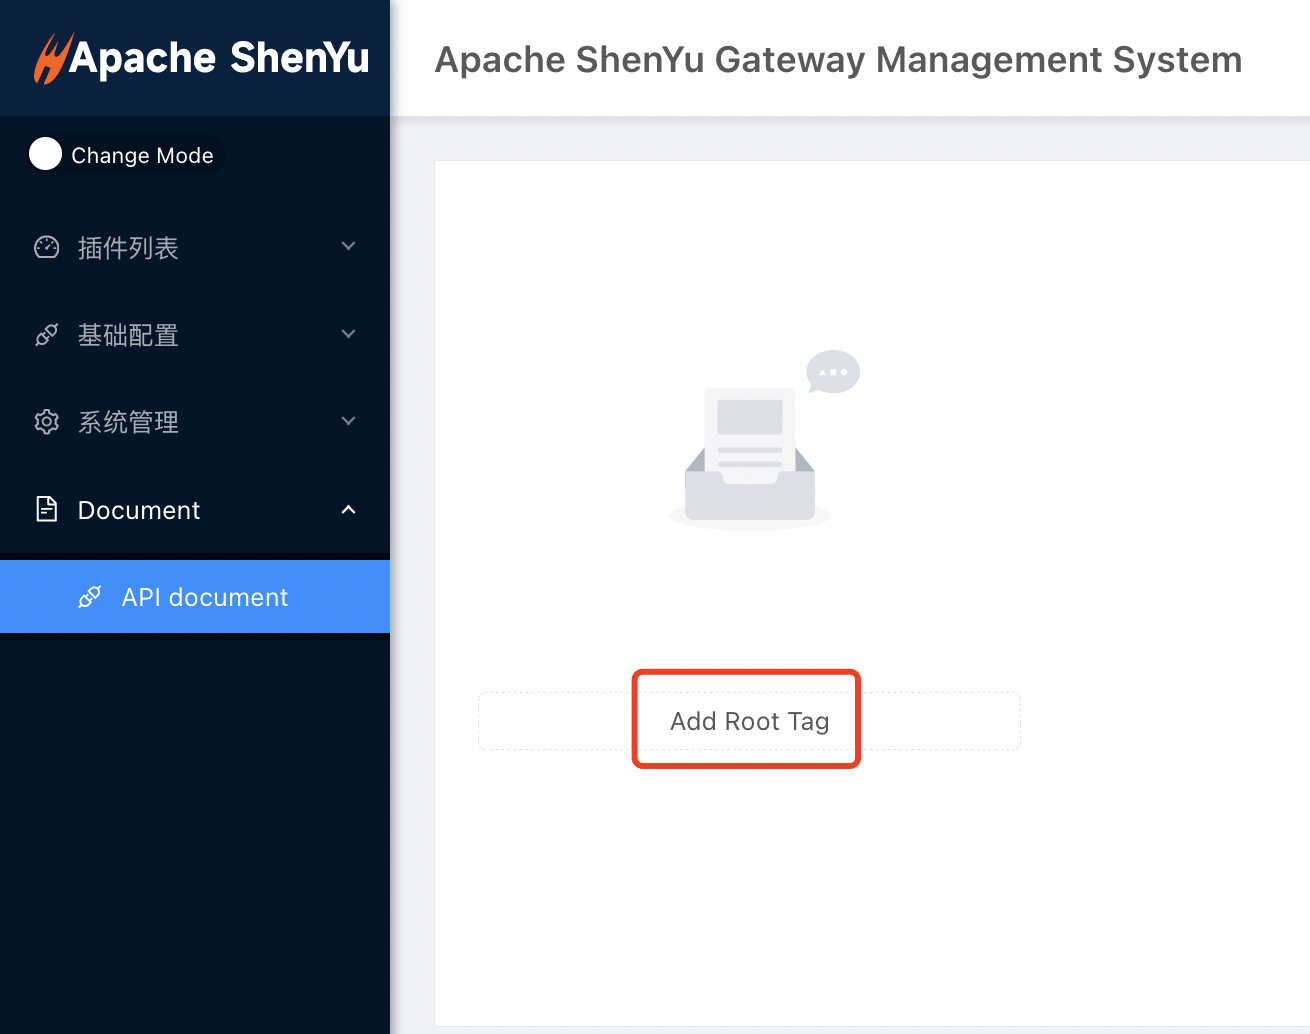 Apache ShenYu
Apache ShenYu Gateway Management System
Change Mode
插件列表
基础配置
系统管理
Document
API document
Add Root Tag